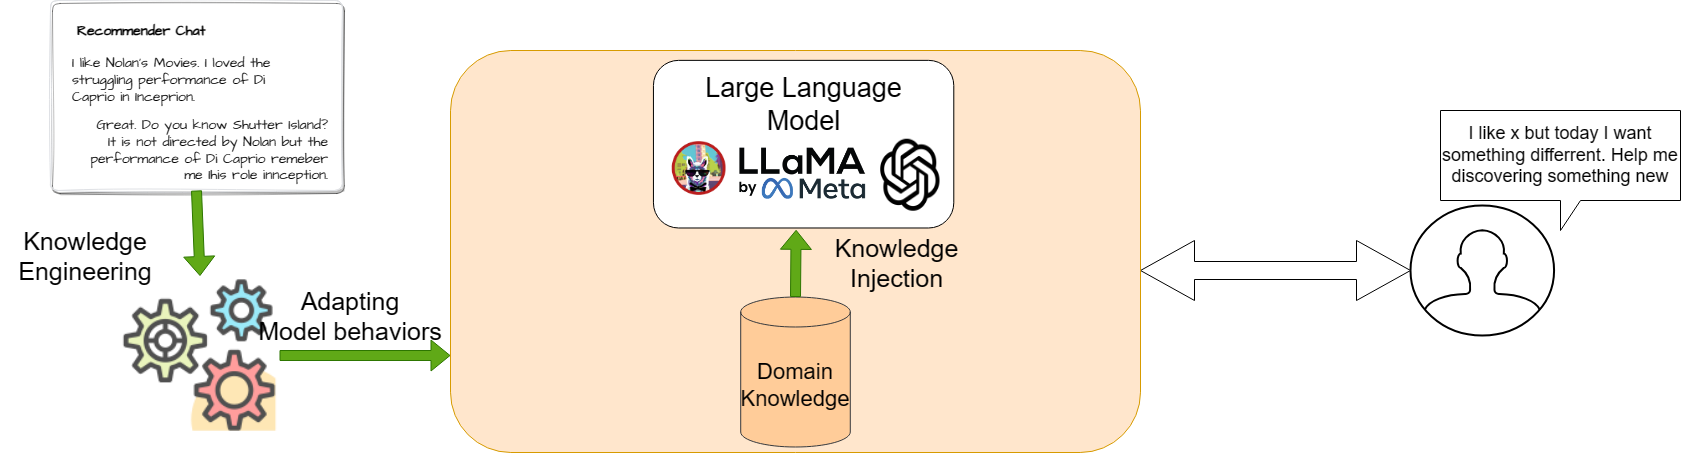 Recommender Chat
I like Nolan's Movies. I loved the
struggling performance of Di
Caprio in Inceprion.
Great. Do you know Shutter Island?
It is not directed by Nolan but the
performance of Di Caprio remeber
me lhis role innception.
Knowledge
Engineering
Adapting
Model behaviors
Large Language
Model
LLaMA
by Meta
Knowledge
Injection
Domain
Knowledge
I like x but today I want
something differrent. Help me
discovering something new